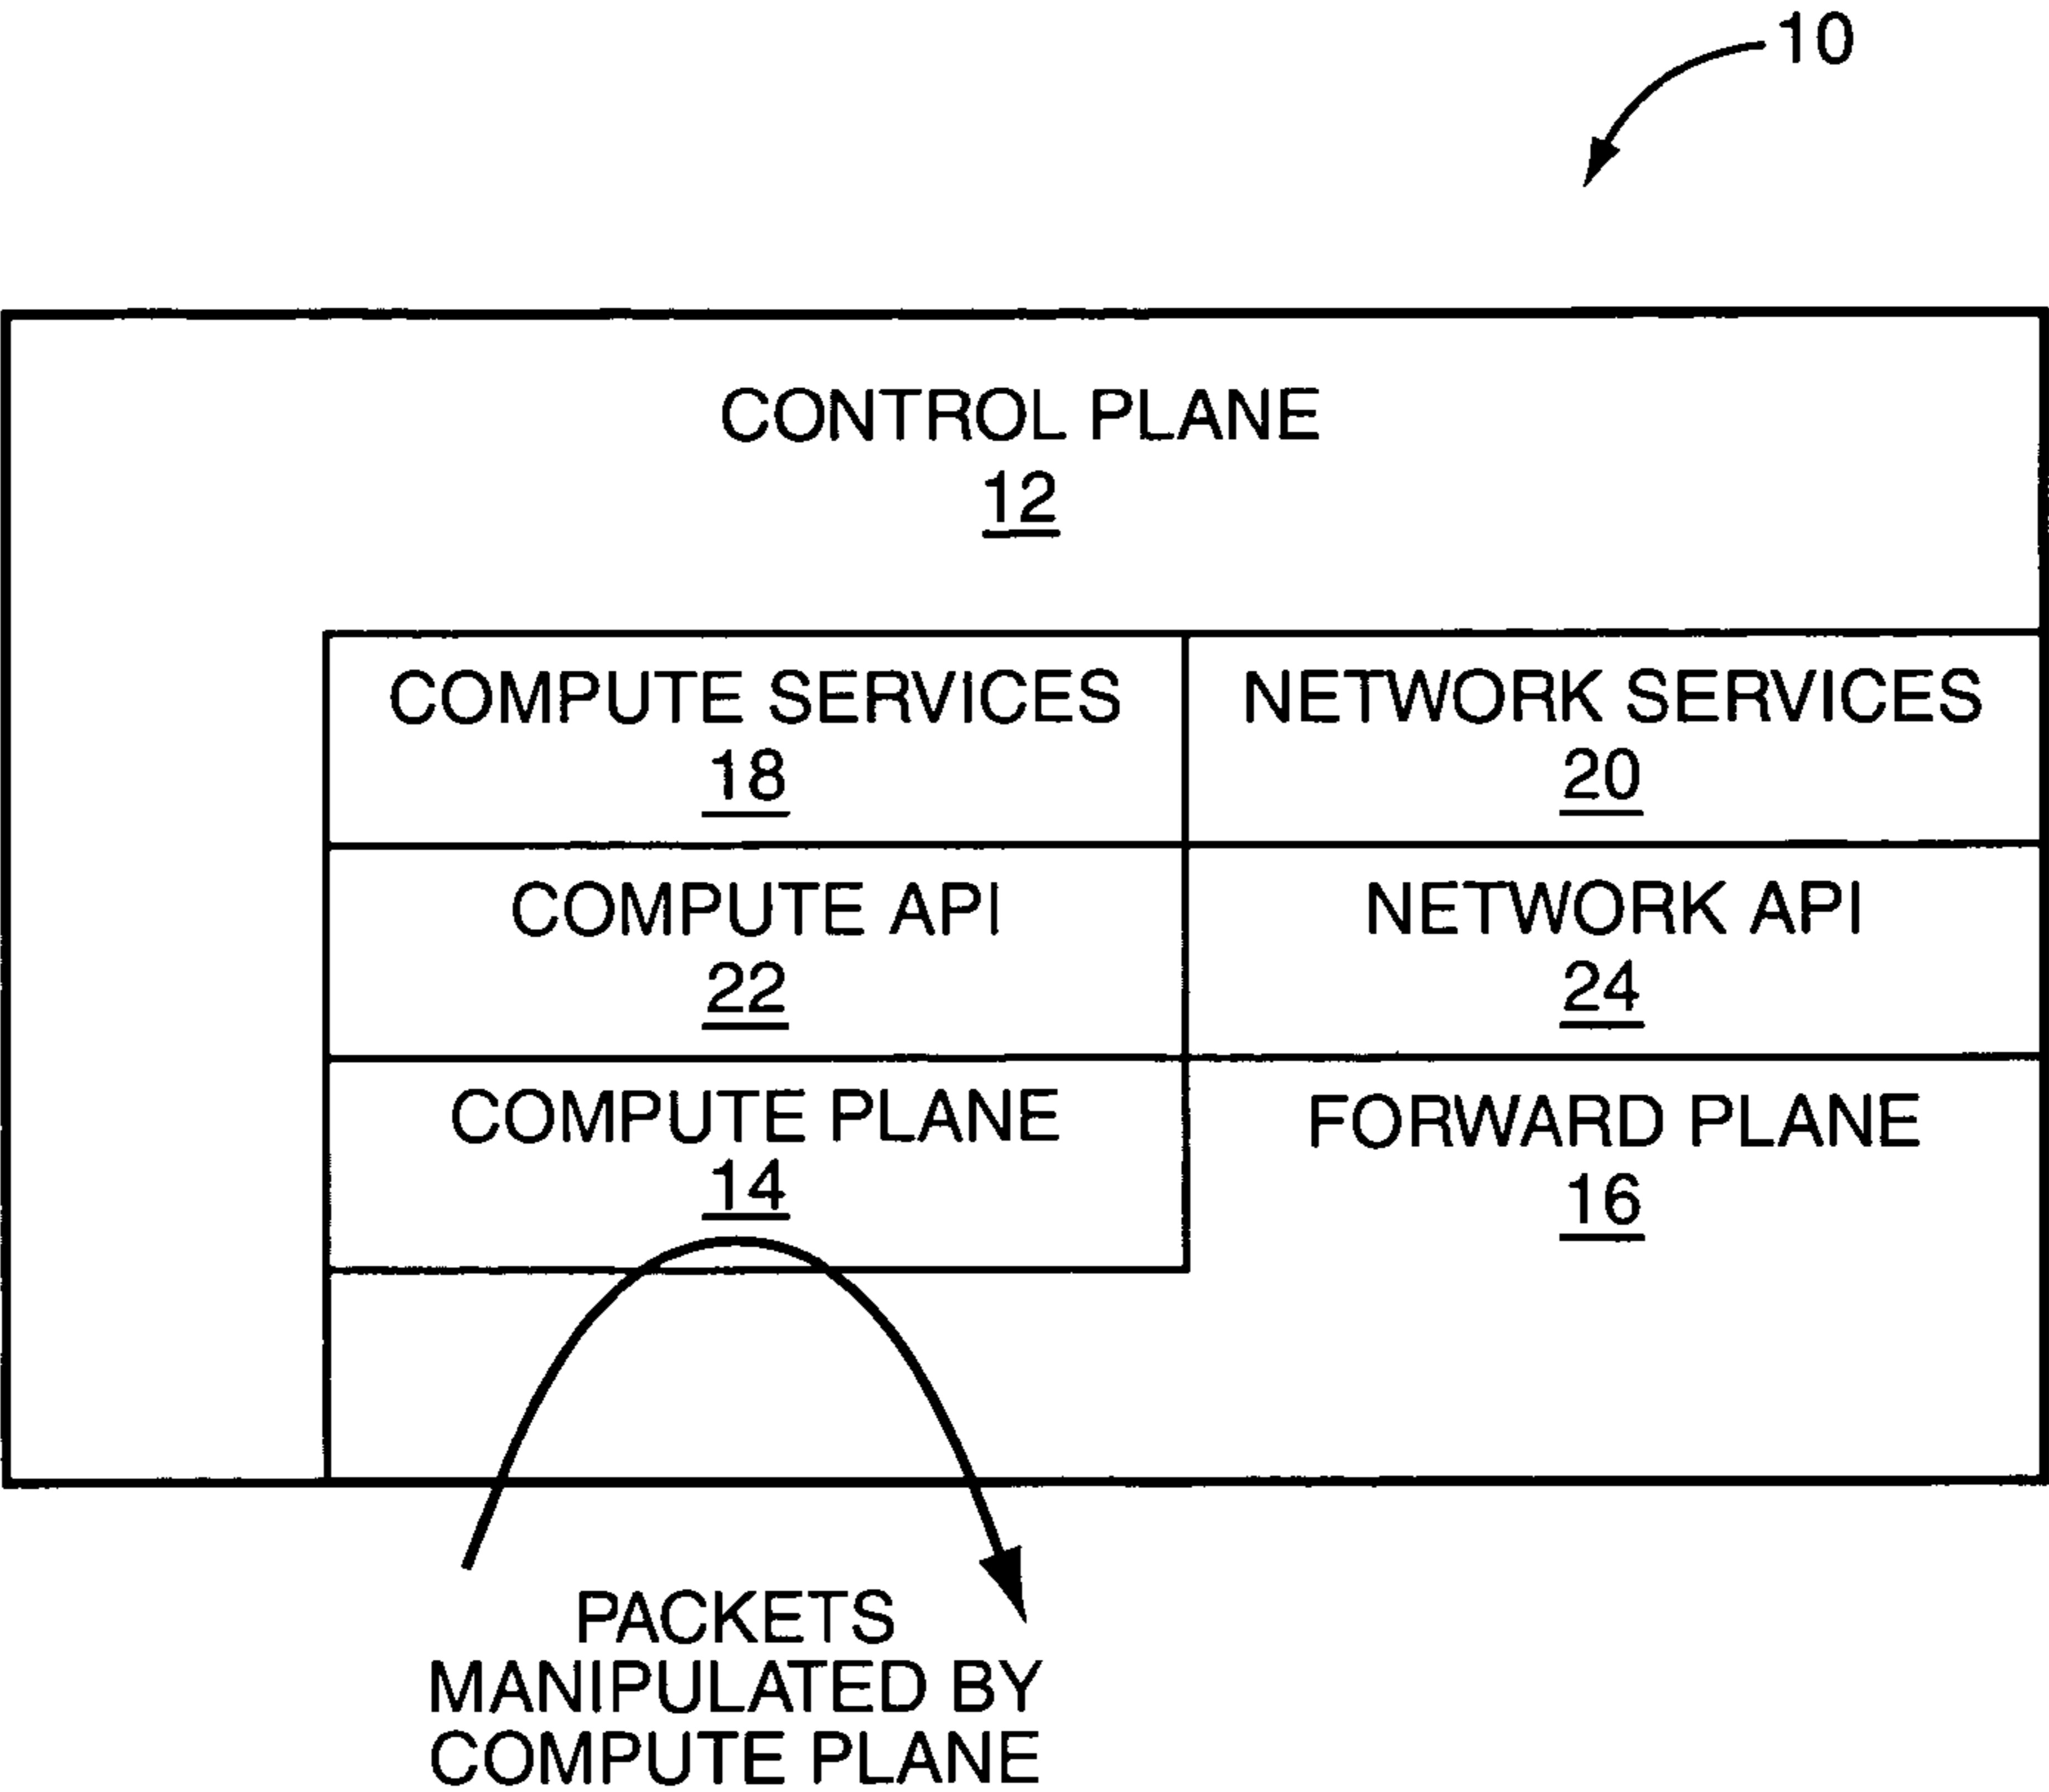 10
CONTROL PLANE
12
COMPUTE SERVICES
18
NETWORK SERVICES
20
COMPUTE API
22
NETWORK API
24
COMPUTE PLANE
14
FORWARD PLANE
16
PACKETS
MANIPULATED BY
COMPUTE PLANE